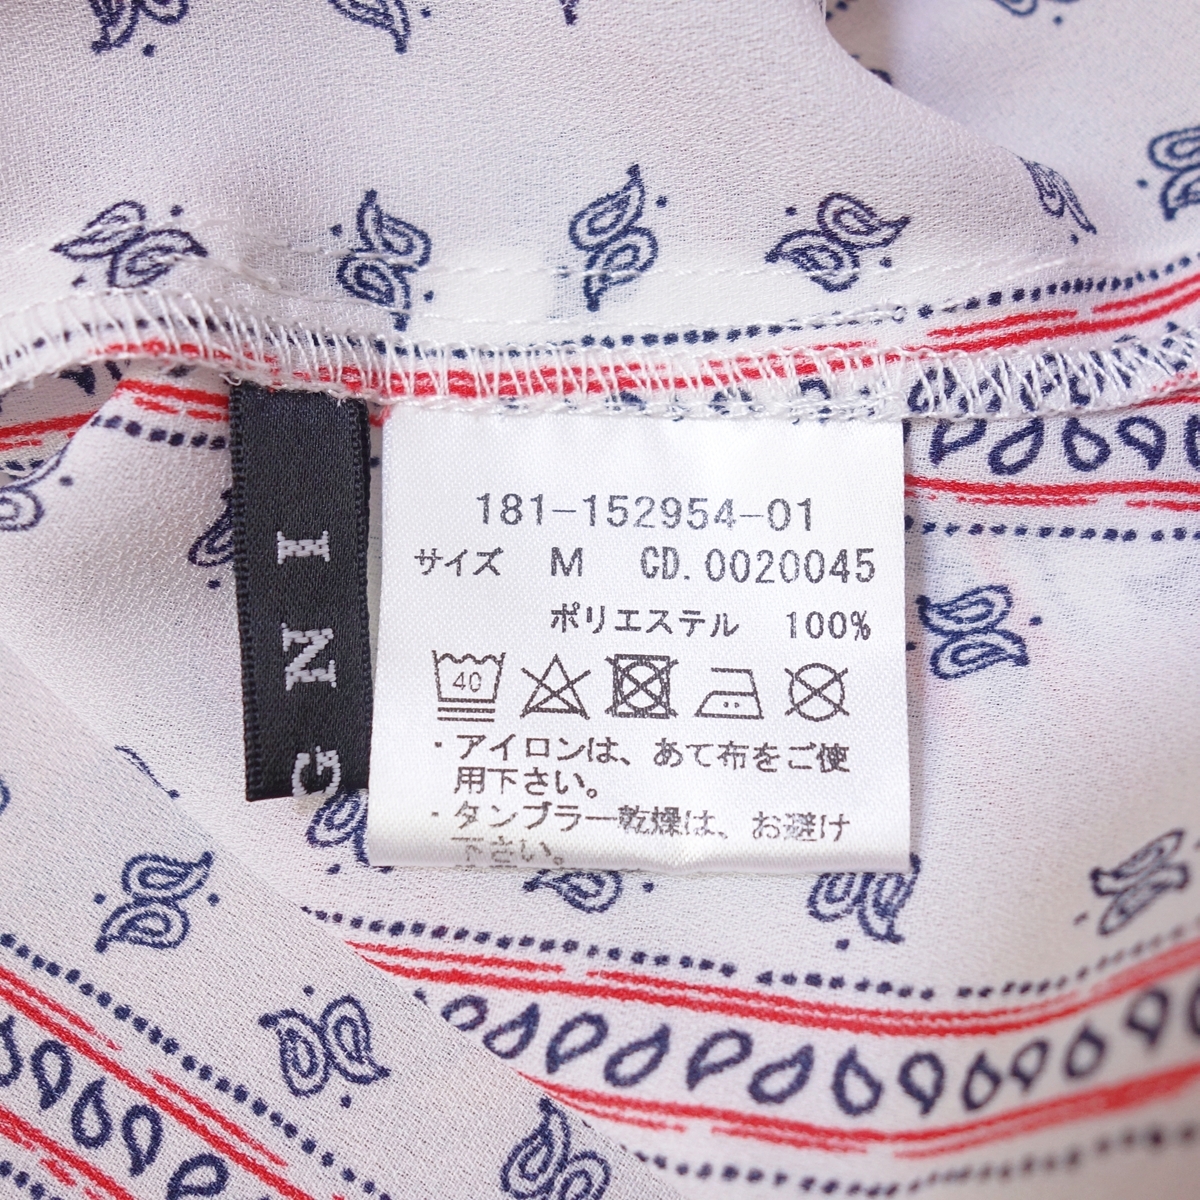 181-152954-01
サイズ M CD.0020045
ポリエステル 100%
40
・アイロンは、あて布をご使
用下さい。
・タンブラー乾燥は、お避け
下さい。
I N G